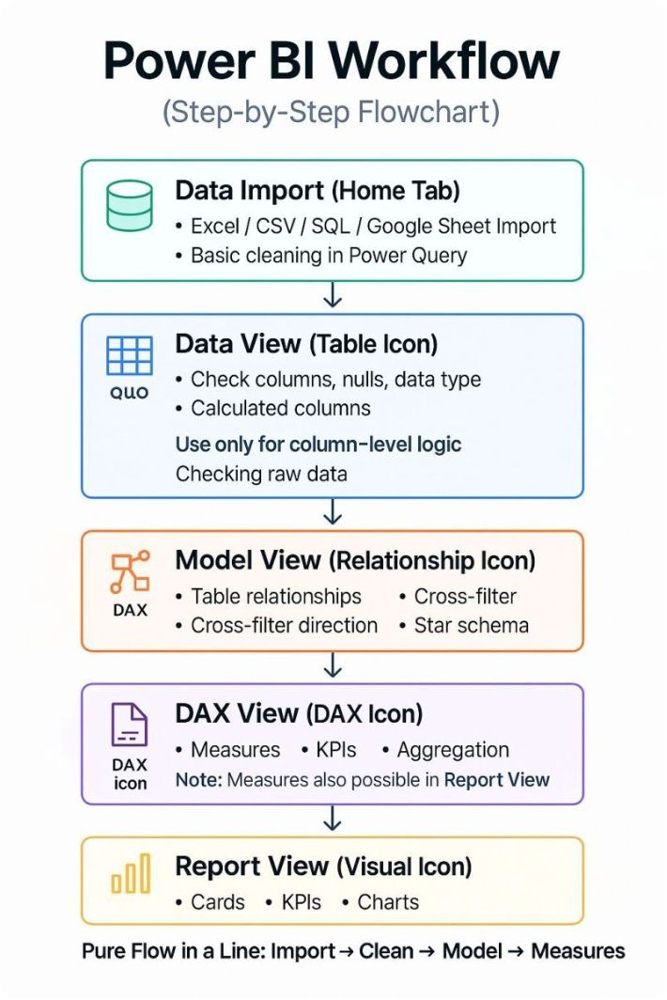 Power BI Workflow
(Step-by-Step Flowchart)
Data Import (Home Tab)
• Excel / CSV / SQL / Google Sheet Import
• Basic cleaning in Power Query
Data View (Table Icon)
QUO
• Check columns, nulls, data type
• Calculated columns
Use only for column-level logic
Checking raw data
Model View (Relationship Icon)
DAX
• Table relationships • Cross-filter
• Cross-filter direction • Star schema
DAX View (DAX Icon)
DAX
icon
• Measures • KPIs • Aggregation
Note: Measures also possible in Report View
Report View (Visual Icon)
• Cards • KPIs • Charts
Pure Flow in a Line: Import → Clean → Model → Measures